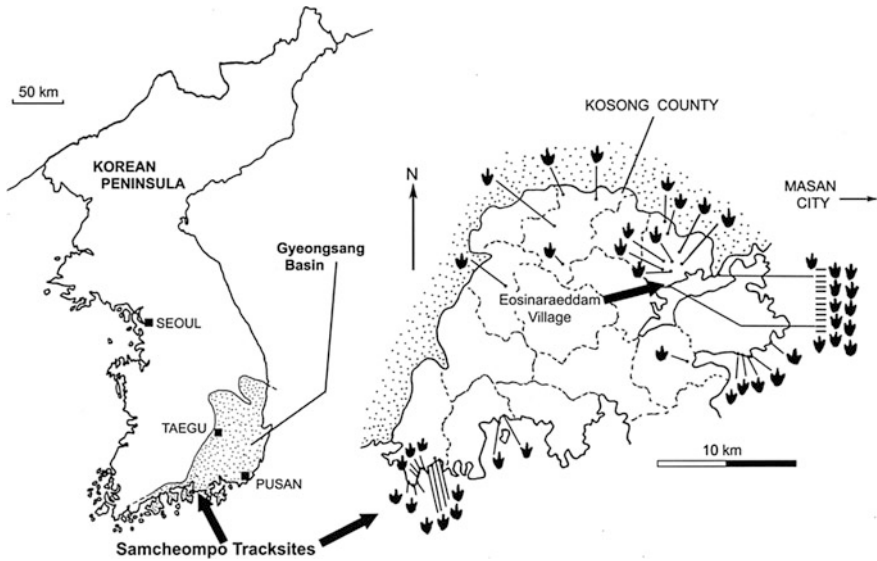 50 km
KOREAN
PENINSULA
Gyeongsang
Basin
SEOUL
TAEGU
PUSAN
Samcheompo Tracksites
KOSONG COUNTY
N
MASAN
CITY
Eosinaraeddam
Village
10 km